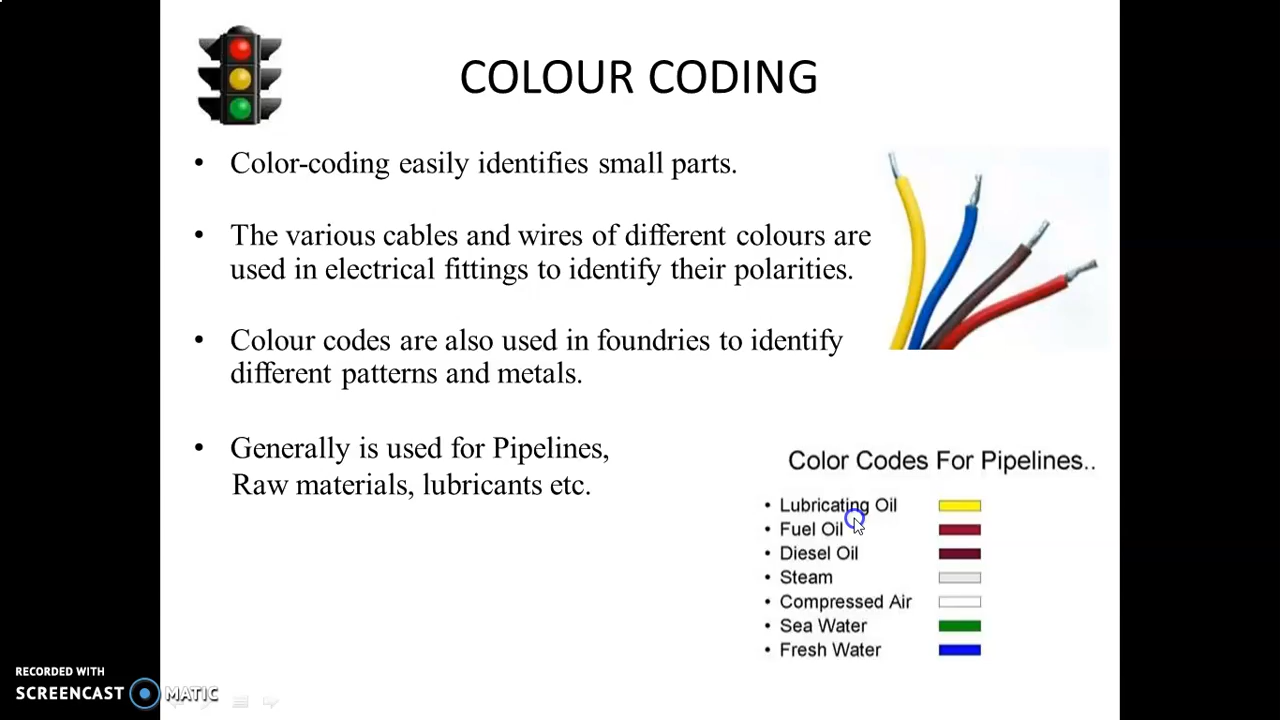 COLOUR CODING
• Color-coding easily identifies small parts.
• The various cables and wires of different colours are
used in electrical fittings to identify their polarities.
• Colour codes are also used in foundries to identify
different patterns and metals.
• Generally is used for Pipelines,
Raw materials, lubricants etc.
Color Codes For Pipelines..
• Lubricating Oil
• Fuel Oil
• Diesel Oil
• Steam
• Compressed Air
• Sea Water
• Fresh Water
RECORDED WITH
SCREENCAST MATIC